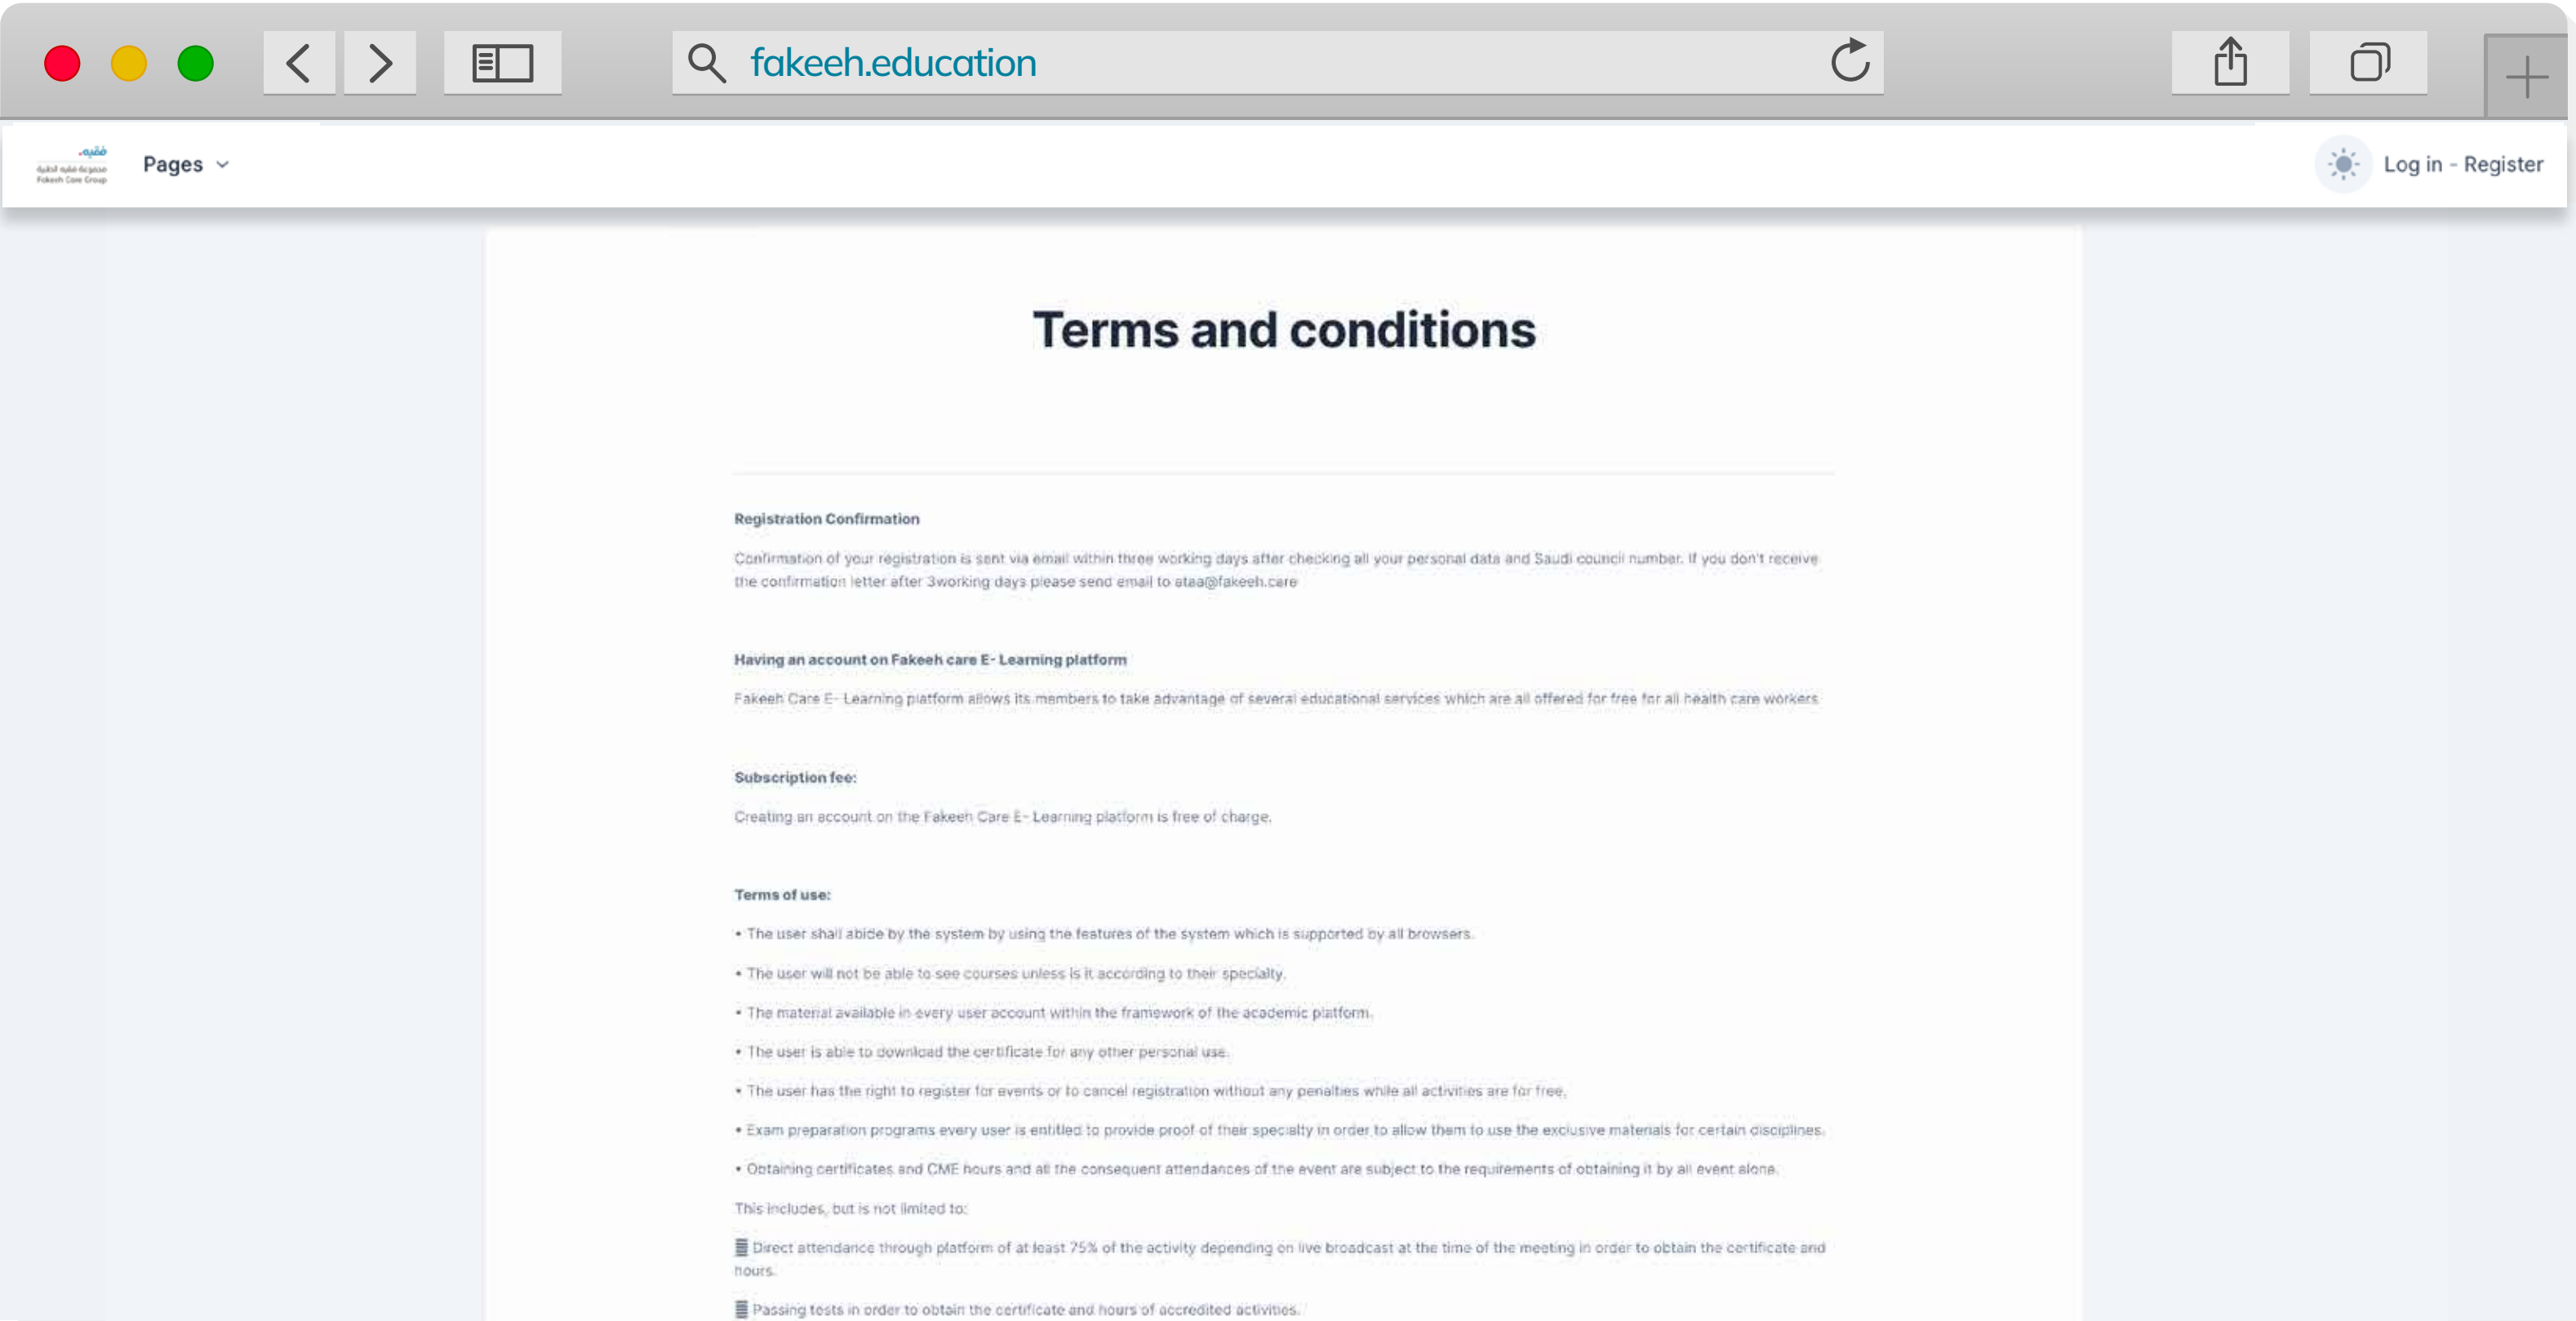 fakeeh.education
فقيه
مجموعة فقيه الطبية
Fakeeh Care Group
Pages
Log in - Register
Terms and conditions
Registration Confirmation
Confirmation of your registration is sent via email within three working days after checking all your personal data and Saudi council number. If you don't receive
the confirmation letter after 3working days please send email to ataa@fakeeh.care
Having an account on Fakeeh care E- Learning platform
Fakeeh Care E- Learning platform allows its members to take advantage of several educational services which are all offered for free for all health care workers
Subscription fee:
Creating an account on the Fakeeh Care E- Learning platform is free of charge.
Terms of use:
• The user shall abide by the system by using the features of the system which is supported by all browsers.
• The user will not be able to see courses unless is it according to their specialty.
• The material available in every user account within the framework of the academic platform.
• The user is able to download the certificate for any other personal use.
• The user has the right to register for events or to cancel registration without any penalties while all activities are for free.
• Exam preparation programs every user is entitled to provide proof of their specialty in order to allow them to use the exclusive materials for certain disciplines.
• Obtaining certificates and CME hours and all the consequent attendances of the event are subject to the requirements of obtaining it by all event alone.
This includes, but is not limited to:
Direct attendance through platform of at least 75% of the activity depending on live broadcast at the time of the meeting in order to obtain the certificate and
hours.
Passing tests in order to obtain the certificate and hours of accredited activities.